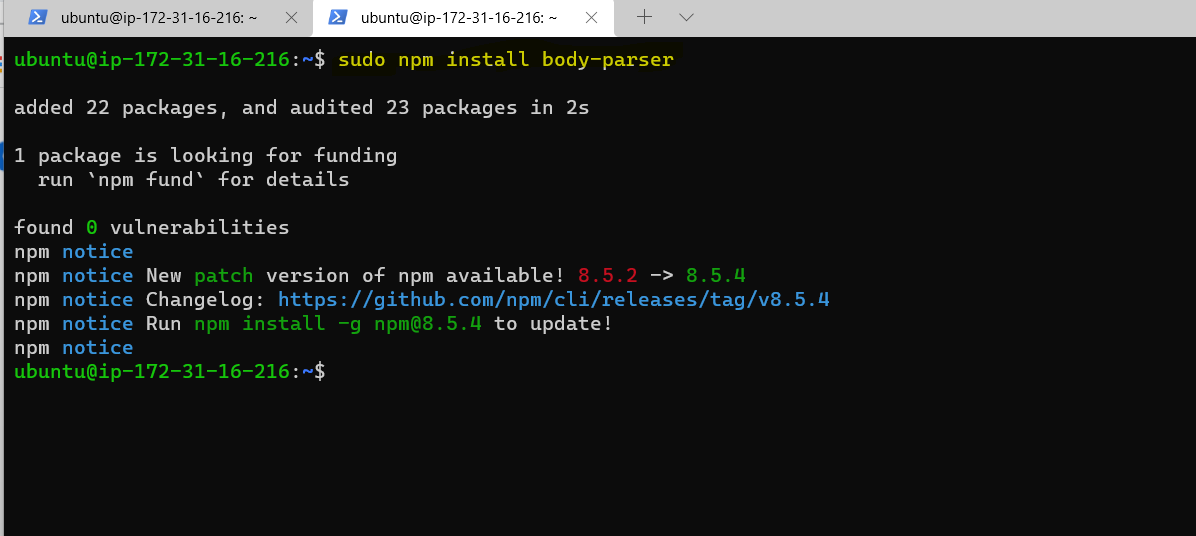 ubuntu@ip-172-31-16-216: ~
ubuntu@ip-172-31-16-216: ~
ubuntu@ip-172-31-16-216:~$ sudo npm install body-parser
added 22 packages, and audited 23 packages in 2s
1 package is looking for funding
  run `npm fund` for details
found 0 vulnerabilities
npm notice
npm notice New patch version of npm available! 8.5.2 -> 8.5.4
npm notice Changelog: https://github.com/npm/cli/releases/tag/v8.5.4
npm notice Run npm install -g npm@8.5.4 to update!
npm notice
ubuntu@ip-172-31-16-216:~$